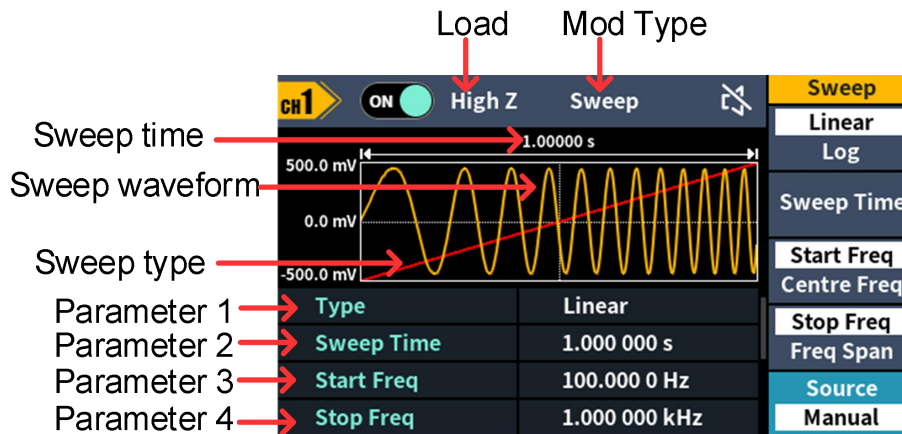 Load Mod Type
CH1 ON High Z Sweep
Sweep
Linear
Log
Sweep Time
Start Freq
Centre Freq
Stop Freq
Freq Span
Source
Manual
Sweep time
1.00000 s
500.0 mV
Sweep waveform
0.0 mV
Sweep type
-500.0 mV
Parameter 1 Type Linear
Parameter 2 Sweep Time 1.000 000 s
Parameter 3 Start Freq 100.000 0 Hz
Parameter 4 Stop Freq 1.000 000 kHz